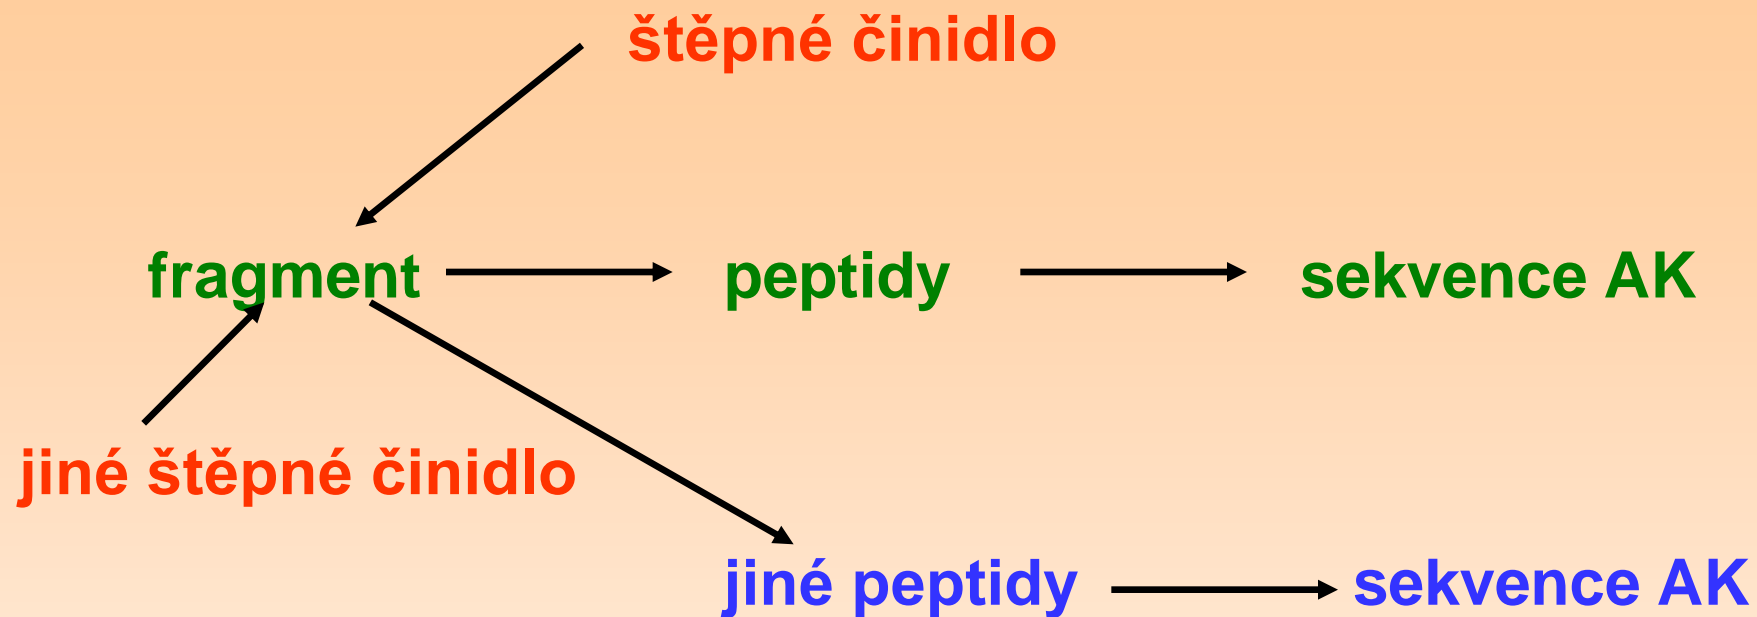 štěpné činidlo
fragment peptidy sekvence AK
jiné štěpné činidlo
jiné peptidy sekvence AK